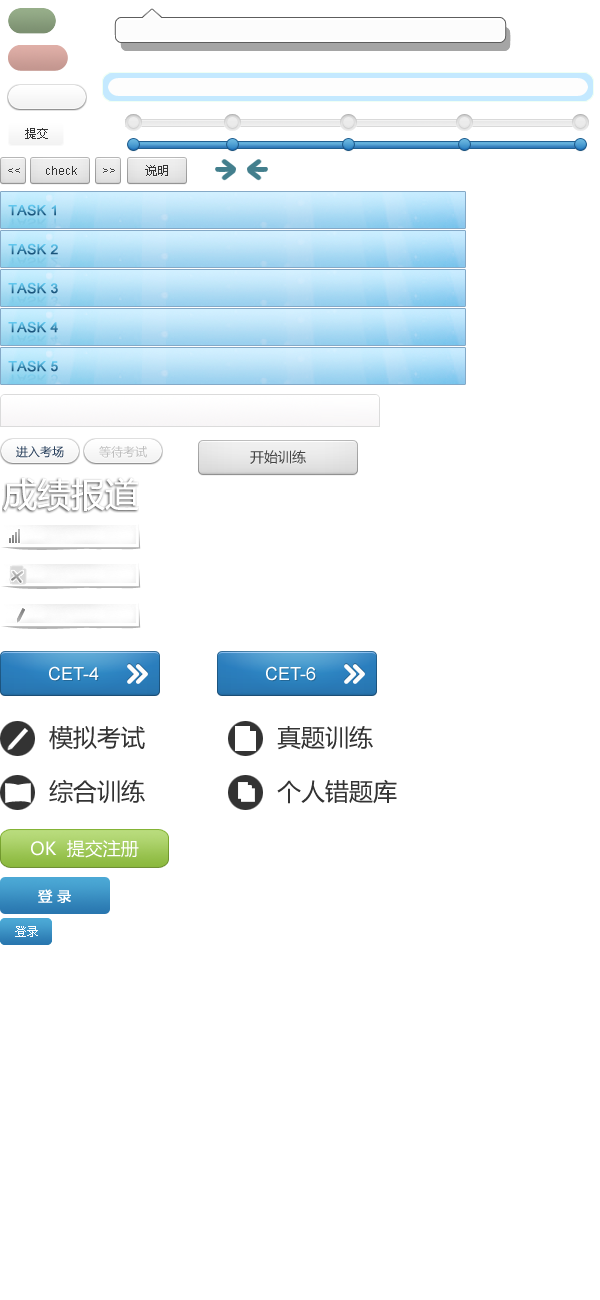 提交
<< check >> 说明
TASK 1
TASK 2
TASK 3
TASK 4
TASK 5
进入考场 等待考试 开始训练
成绩报道
CET-4 CET-6
模拟考试 真题训练
综合训练 个人错题库
OK 提交注册
登录
登录